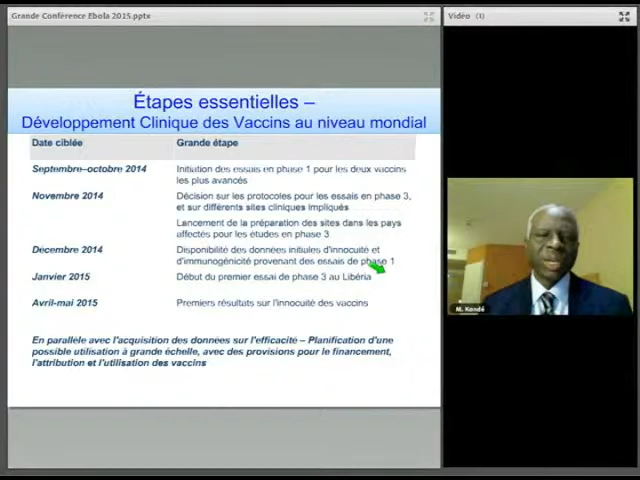 Grande Conférence Ebola 2015.pptx
Vidéo (1)
Étapes essentielles –
Développement Clinique des Vaccins au niveau mondial
Date ciblée Grande étape
Septembre–octobre 2014 Initiation des essais en phase 1 pour les deux vaccins
les plus avancés
Novembre 2014 Décision sur les protocoles pour les essais en phase 3,
et sur différents sites cliniques impliqués
Lancement de la préparation des sites dans les pays
affectés pour les études en phase 3
Décembre 2014 Disponibilité des données initiales d'innocuité et
d'immunogénicité provenant des essais de phase 1
Janvier 2015 Début du premier essai de phase 3 au Libéria
Avril-mai 2015 Premiers résultats sur l'innocuité des vaccins
En parallèle avec l'acquisition des données sur l'efficacité – Planification d'une
possible utilisation à grande échelle, avec des provisions pour le financement,
l'attribution et l'utilisation des vaccins
M. Kondé